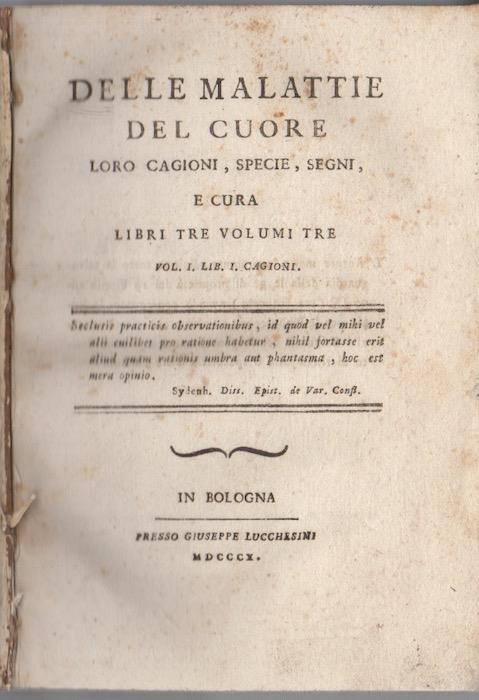 DELLE MALATTIE
DEL CUORE
LORO CAGIONI, SPECIE, SEGNI,
E CURA
LIBRI TRE VOLUMI TRE
VOL. I. LIB. I. CAGIONI.
Seclusis practicis observationibus, id quod vel mihi vel
alii cuilibet pro ratione habetur, nihil fortasse erit
aliud quam rationis umbra aut phantasma, hoc est
mera opinio.
Sydenh. Diss. Epist. de Var. Confl.
IN BOLOGNA
PRESSO GIUSEPPE LUCCHESINI
MDCCCX.